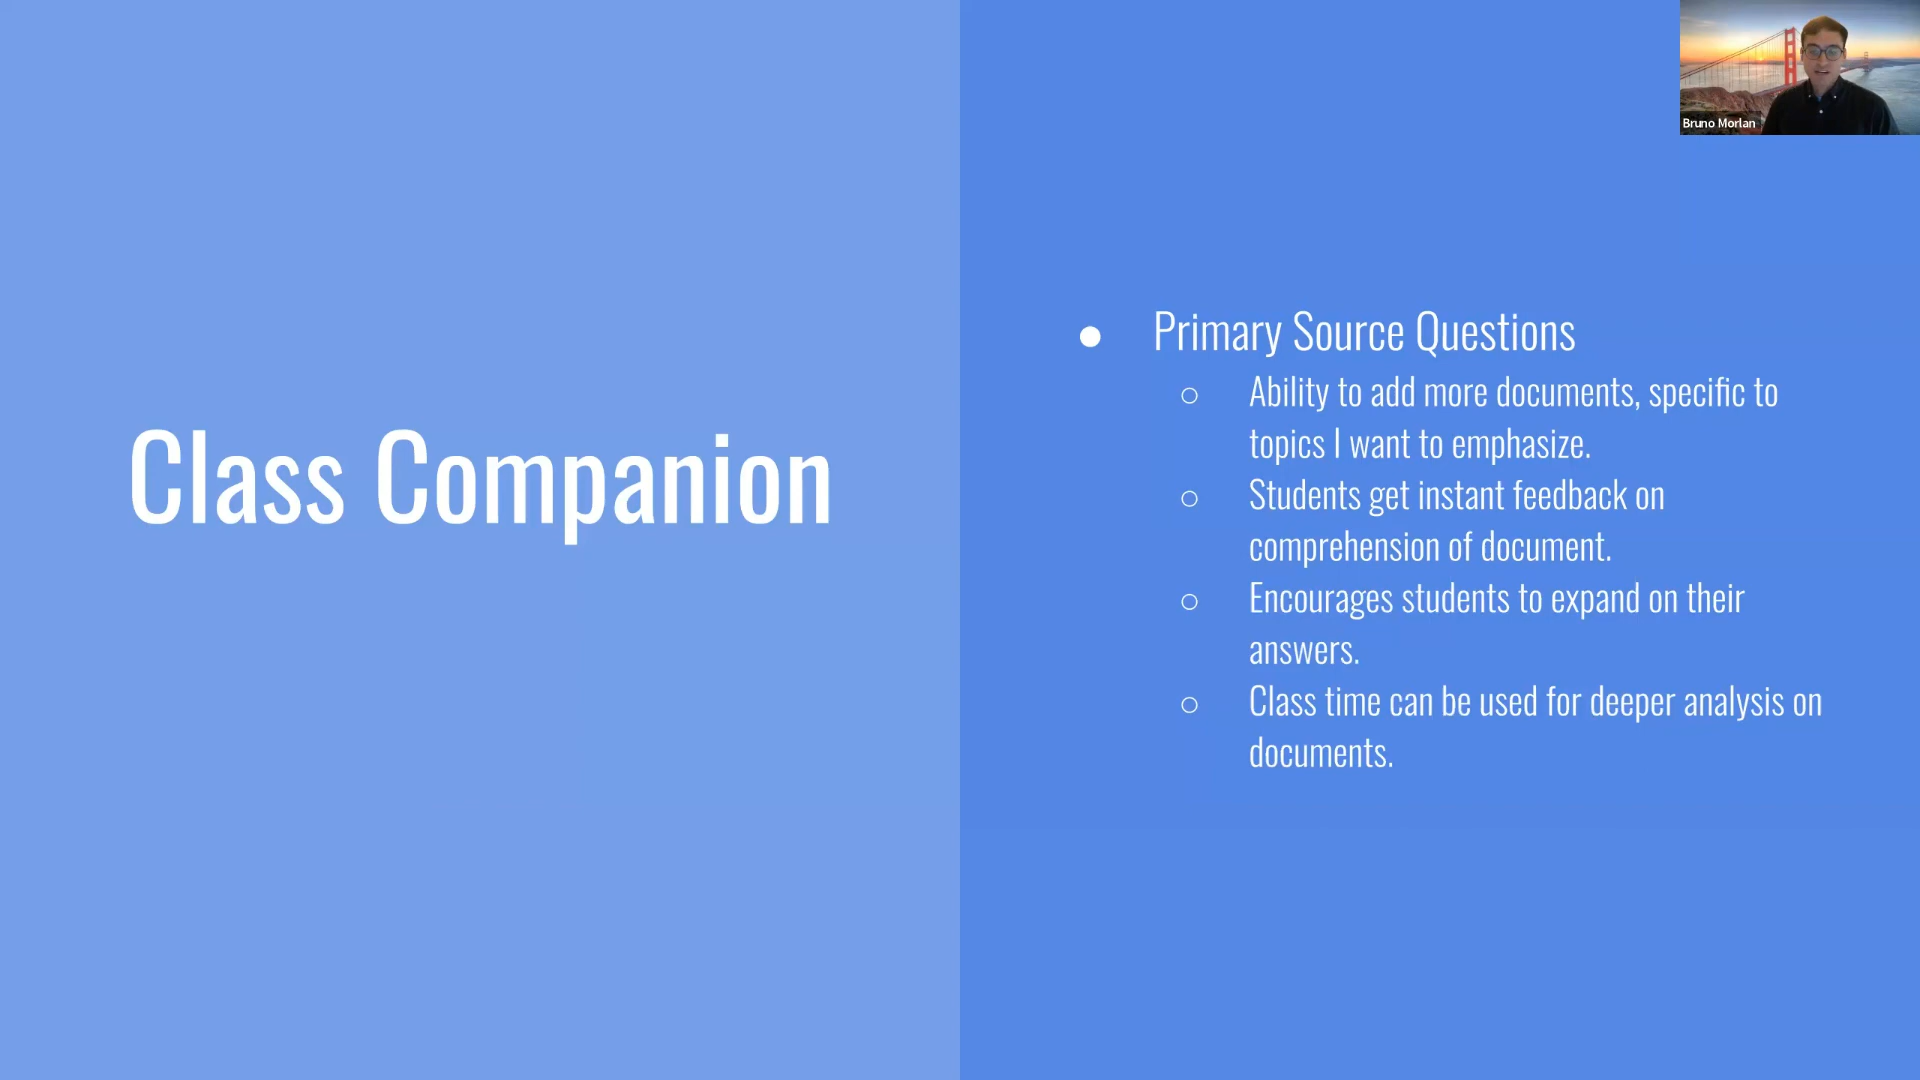 Bruno Morlan
Class Companion
● Primary Source Questions
○ Ability to add more documents, specific to
topics I want to emphasize.
○ Students get instant feedback on
comprehension of document.
○ Encourages students to expand on their
answers.
○ Class time can be used for deeper analysis on
documents.